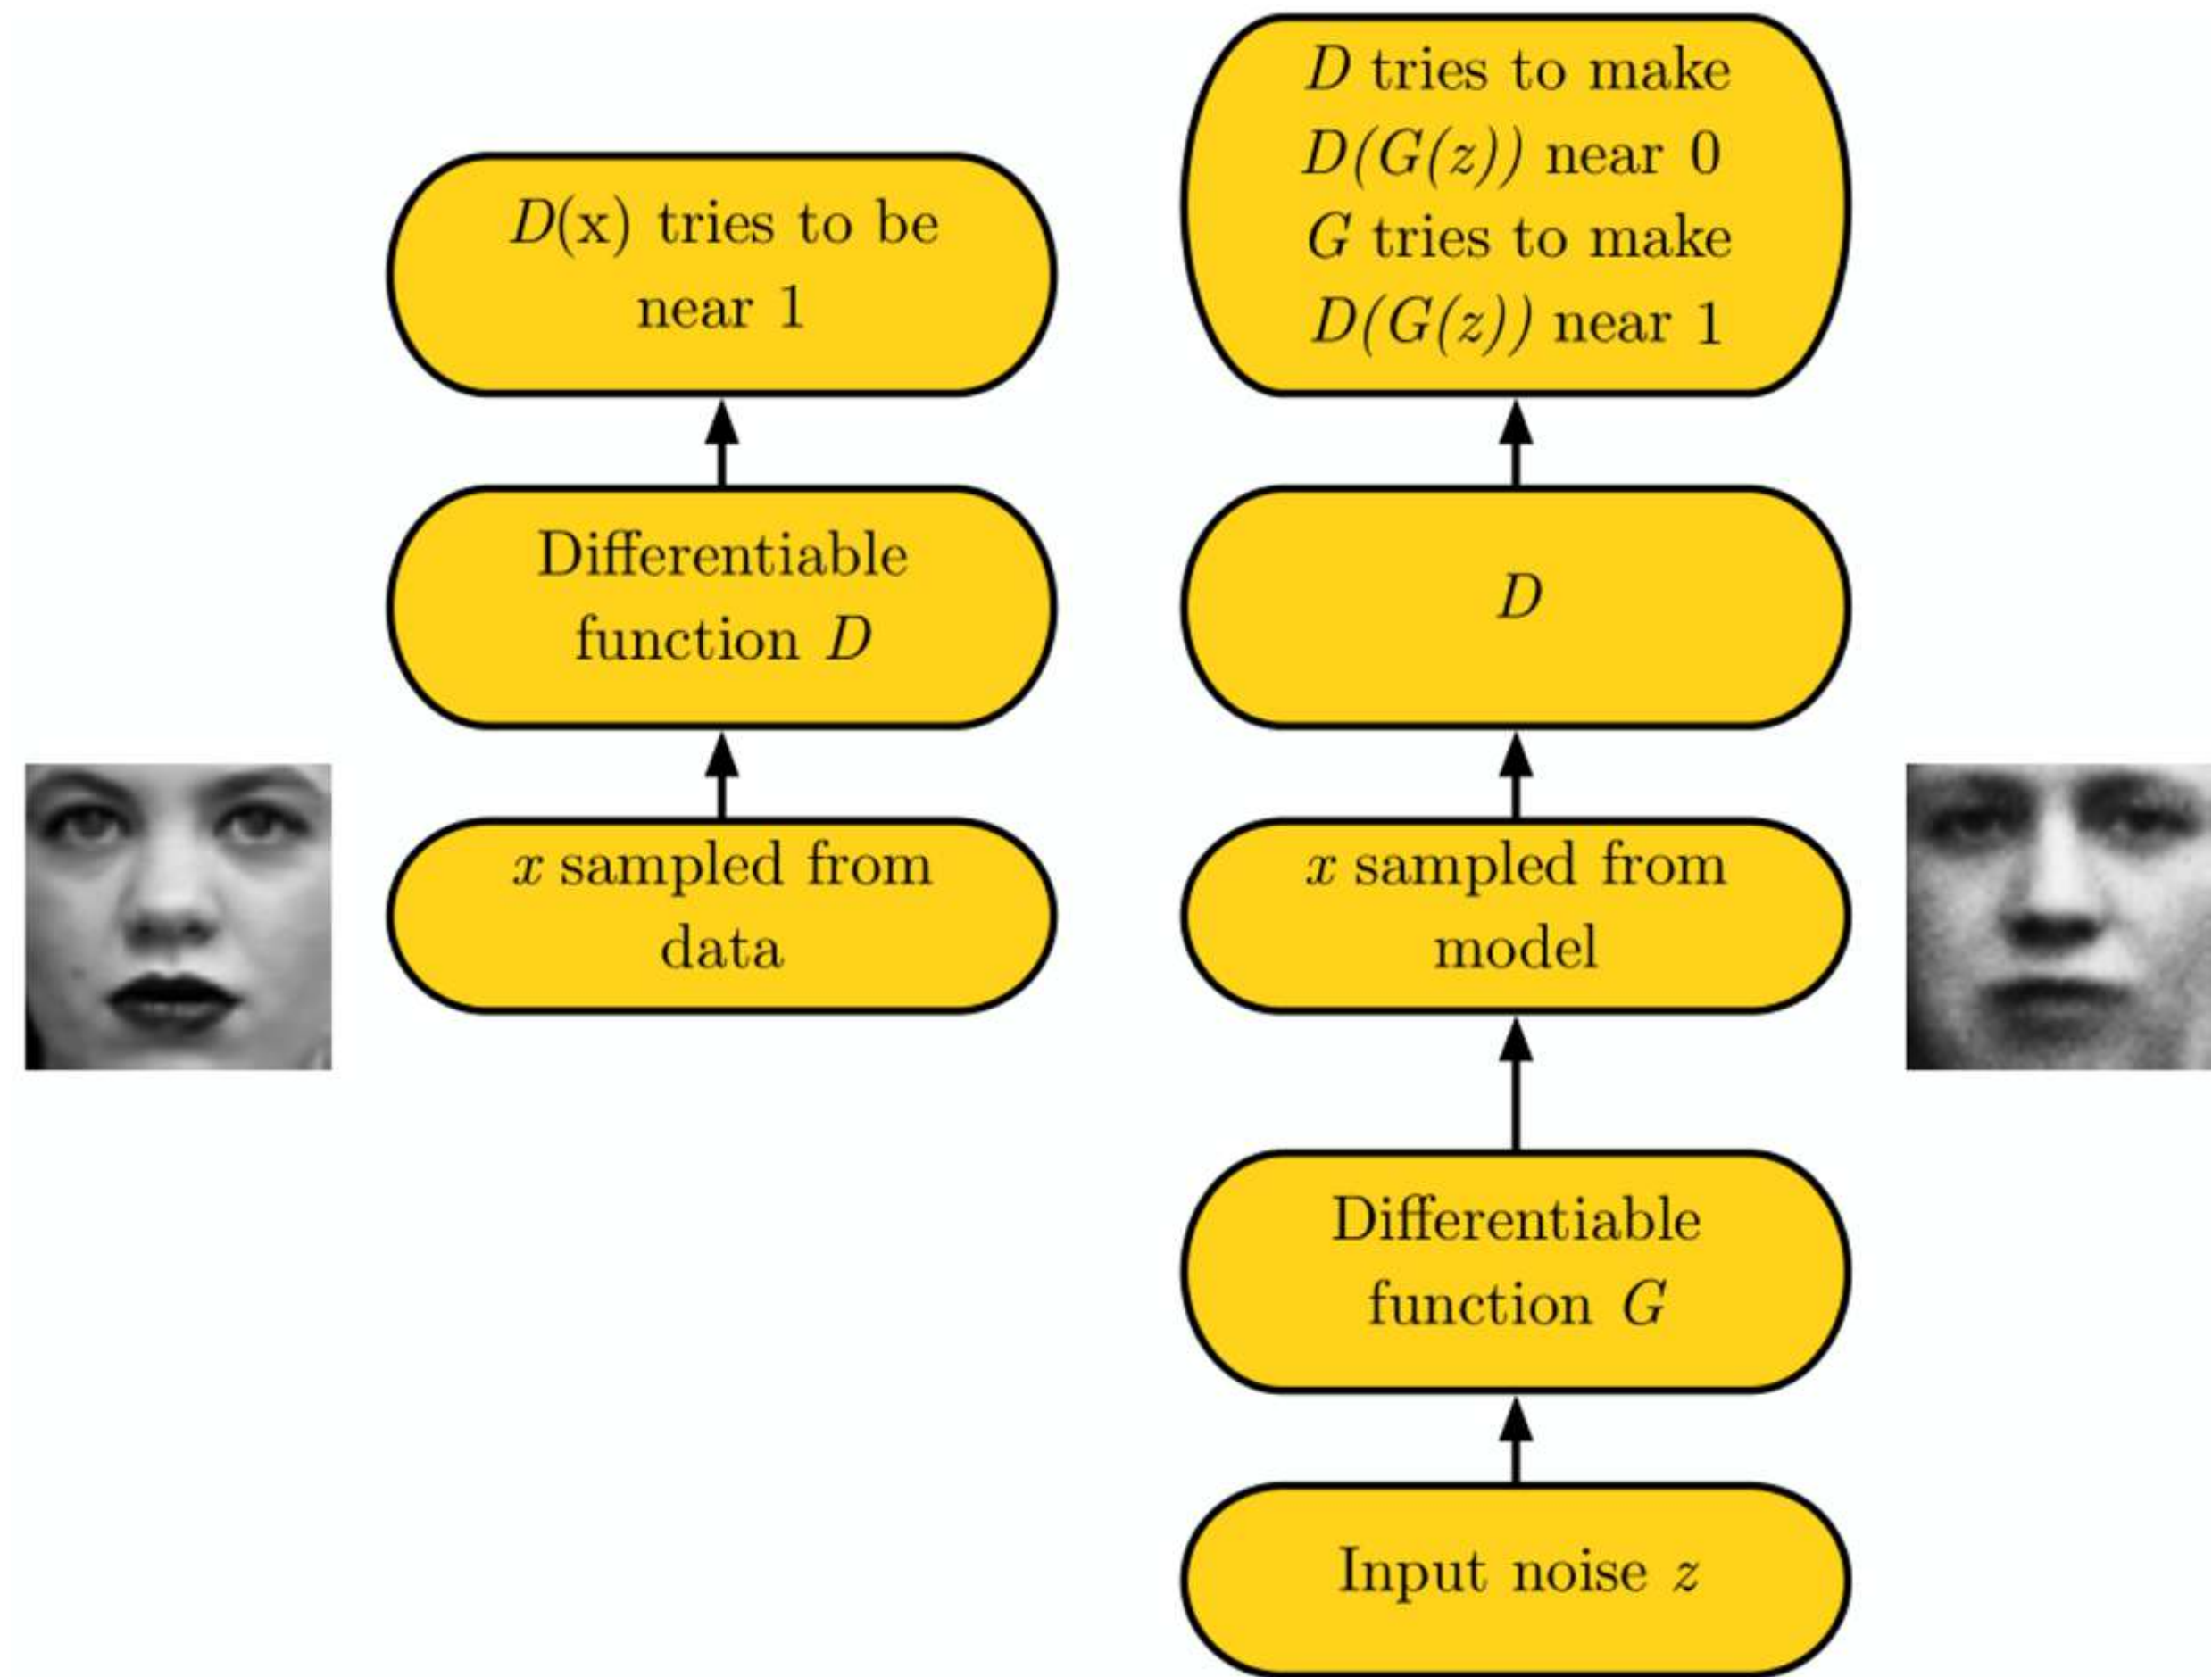 D(x) tries to be
near 1
Differentiable
function D
x sampled from
data
D tries to make
D(G(z)) near 0
G tries to make
D(G(z)) near 1
D
x sampled from
model
Differentiable
function G
Input noise z